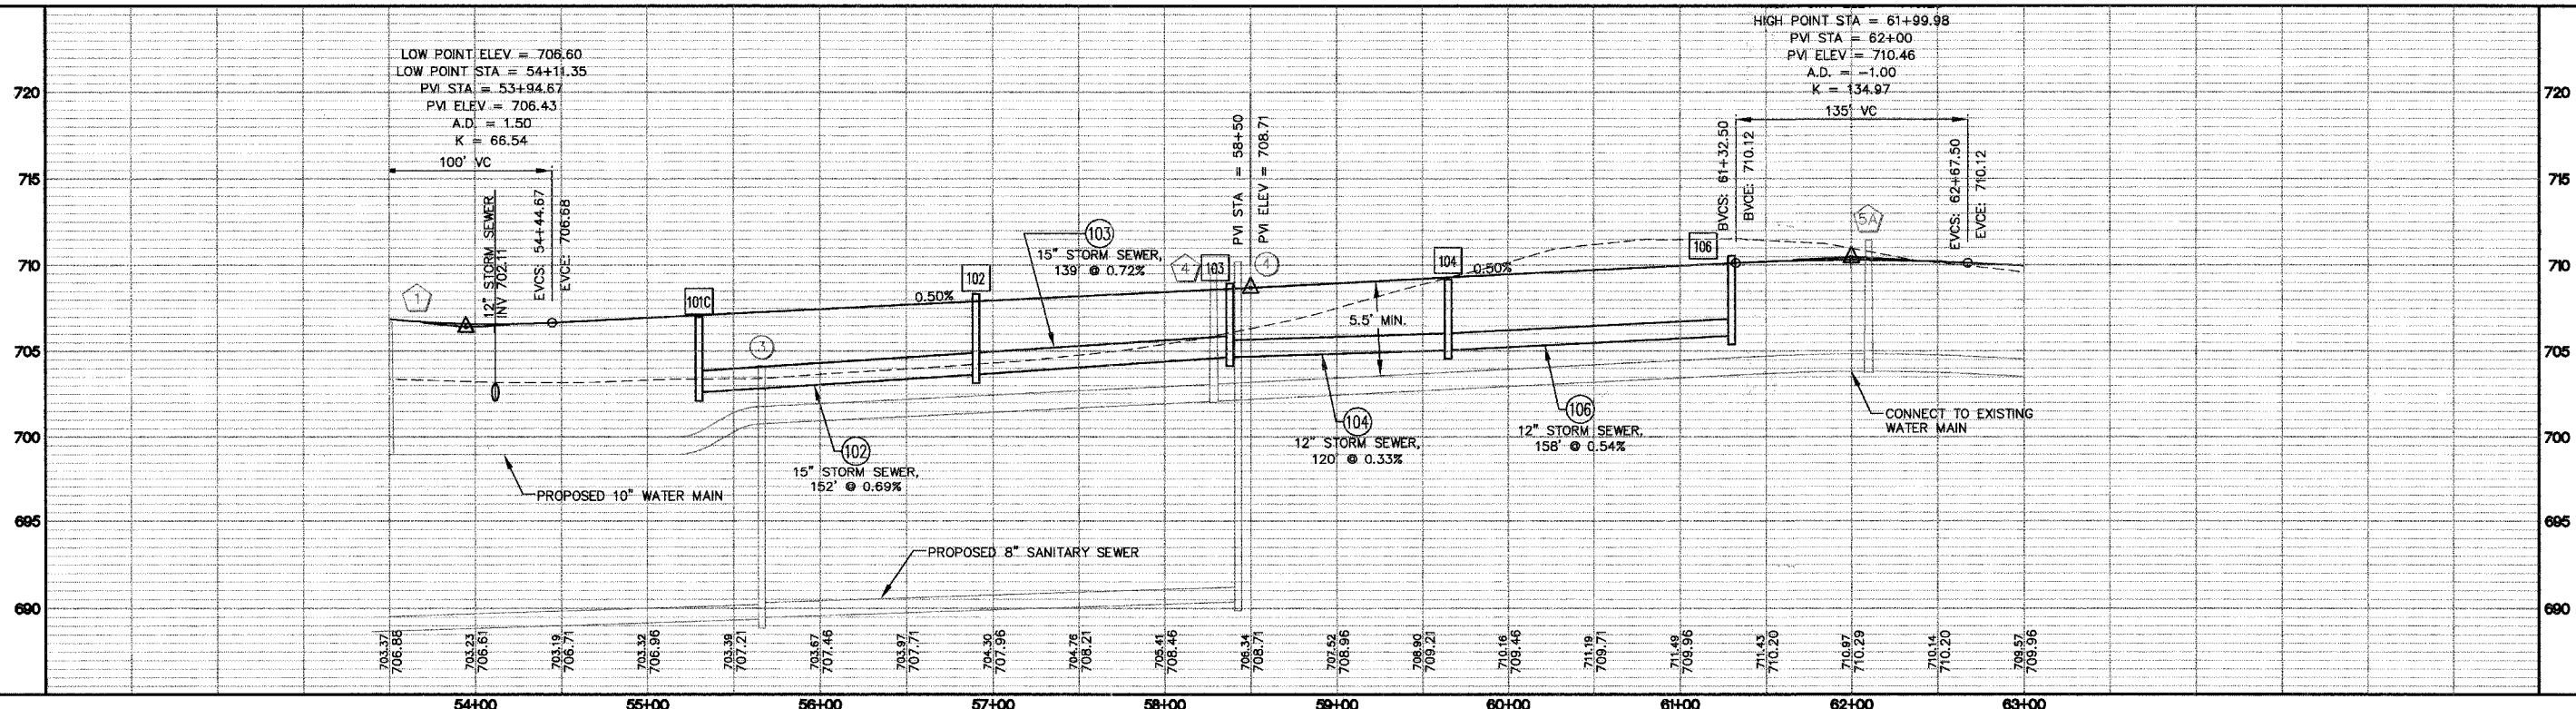 HIGH POINT STA = 61+99.98
PVI STA = 62+00
PVI ELEV = 710.46
A.D. = -1.00
K = 134.97
135' VC
LOW POINT ELEV = 706.60
LOW POINT STA = 54+11.35
PVI STA = 53+94.67
PVI ELEV = 706.43
A.D. = 1.50
K = 66.54
100' VC
720
720
715
715
710
710
705
705
700
700
695
695
690
690
12" STORM SEWER
INV 702.11
EVCS: 54+44.67
EVCE: 706.68
PVI STA = 58+50
PVI ELEV = 708.71
BVCS: 61+32.50
BVCE: 710.12
EVCS: 62+67.50
EVCE: 710.12
1
101C
3
0.50%
102
103
15" STORM SEWER,
139' @ 0.72%
4
103
4
5.5' MIN.
104
0.50%
106
5A
102
15" STORM SEWER,
152' @ 0.69%
104
12" STORM SEWER,
120' @ 0.33%
106
12" STORM SEWER,
158' @ 0.54%
CONNECT TO EXISTING
WATER MAIN
PROPOSED 10" WATER MAIN
PROPOSED 8" SANITARY SEWER
703.37
706.88
703.23
706.61
703.19
706.71
703.32
706.96
703.39
707.21
703.67
707.46
703.97
707.71
704.30
707.96
704.76
708.21
705.41
708.46
706.34
708.71
708.96
708.90
709.21
710.16
709.46
711.19
709.71
711.49
709.96
711.43
710.20
710.97
710.29
710.14
710.20
709.57
709.96
54+00
55+00
56+00
57+00
58+00
59+00
60+00
61+00
62+00
63+00